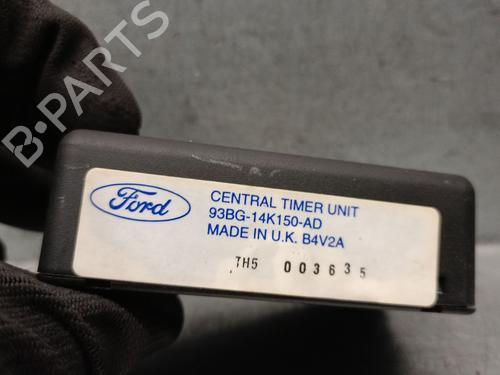 B-PARTS
Ford
CENTRAL TIMER UNIT
93BG-14K150-AD
MADE IN U.K. B4V2A
7H5 003635